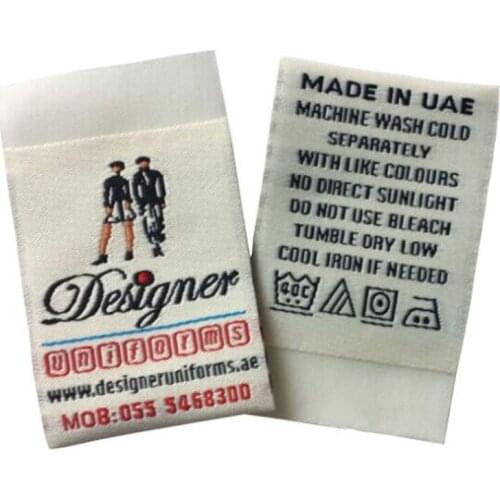 Designer
uniforms
www.designeruniforms.ae
MOB:055 5468300
MADE IN UAE
MACHINE WASH COLD
SEPARATELY
WITH LIKE COLOURS
NO DIRECT SUNLIGHT
DO NOT USE BLEACH
TUMBLE DRY LOW
COOL IRON IF NEEDED